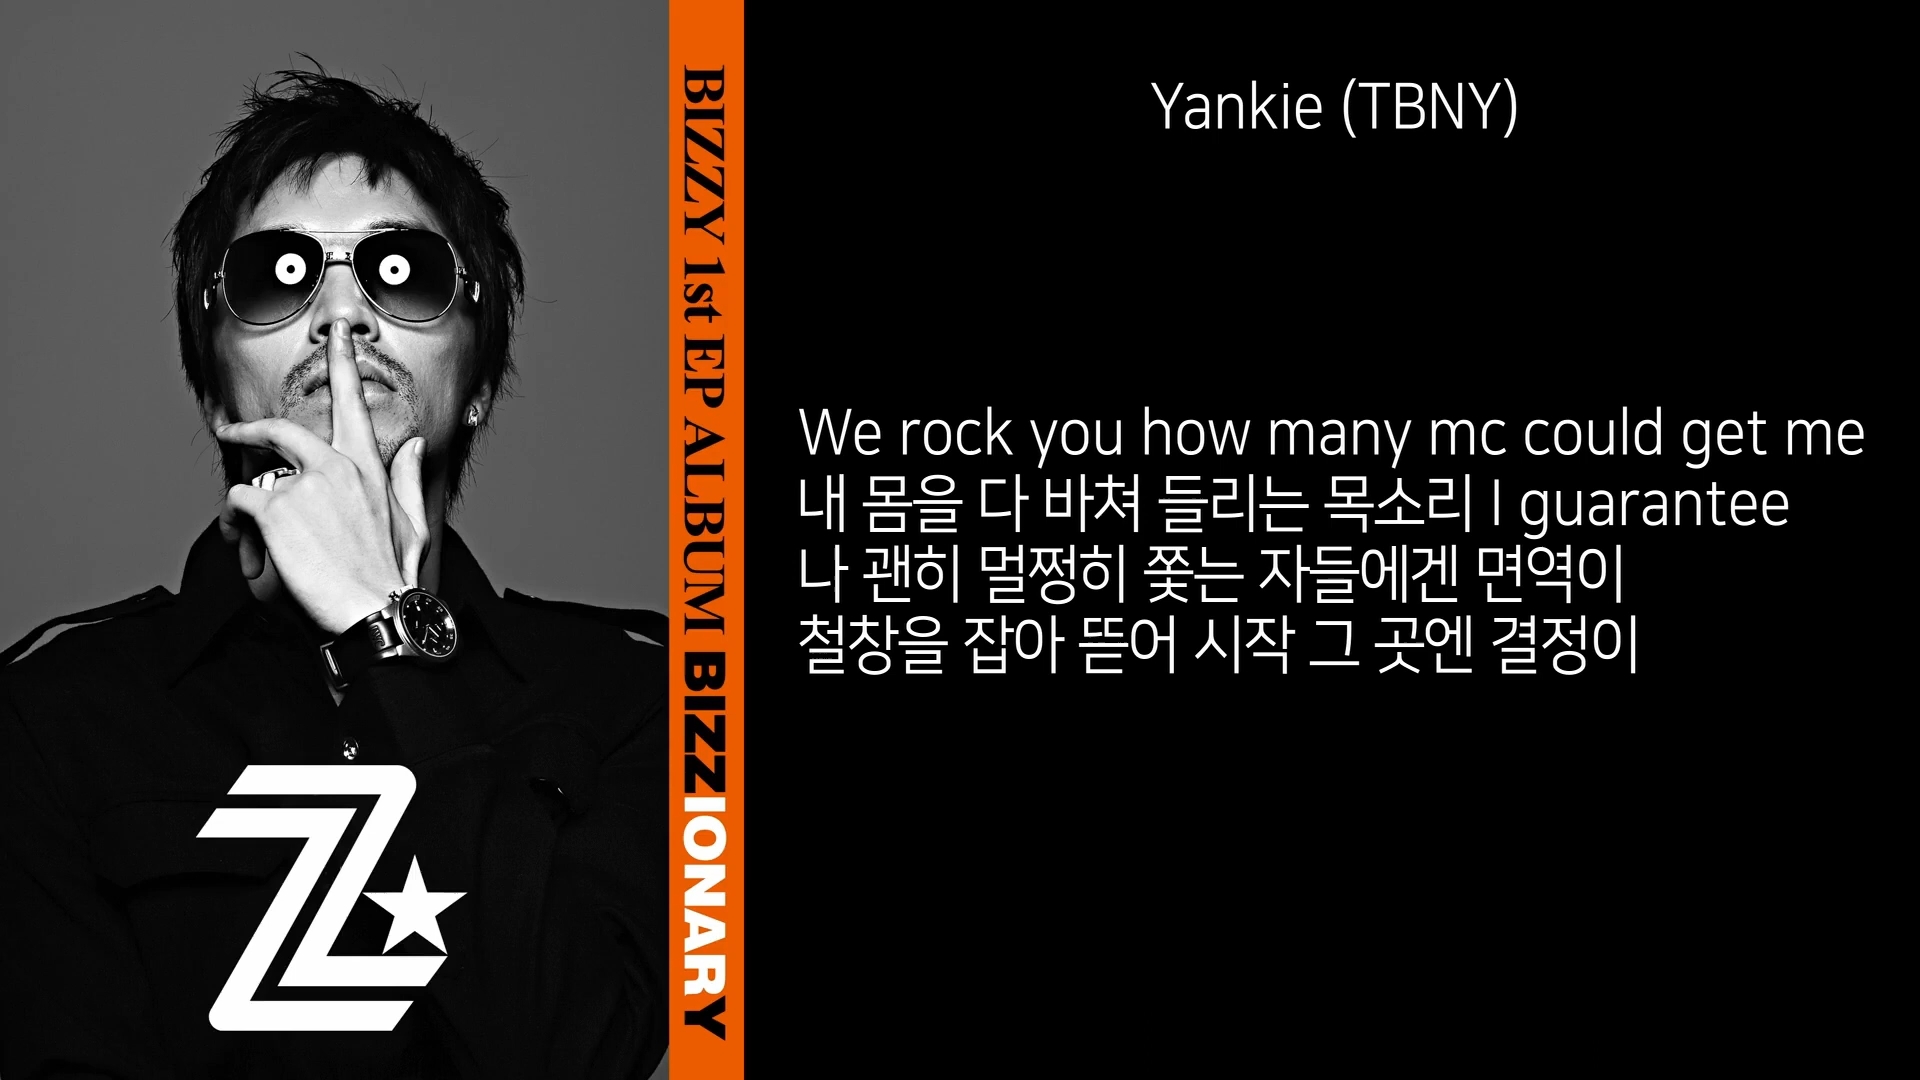 BIZZY 1st EP ALBUM BIZZIONARY
Yankie (TBNY)
We rock you how many mc could get me
내 몸을 다 바쳐 들리는 목소리 I guarantee
나 괜히 멀쩡히 쫓는 자들에겐 면역이
철창을 잡아 뜯어 시작 그 곳엔 결정이